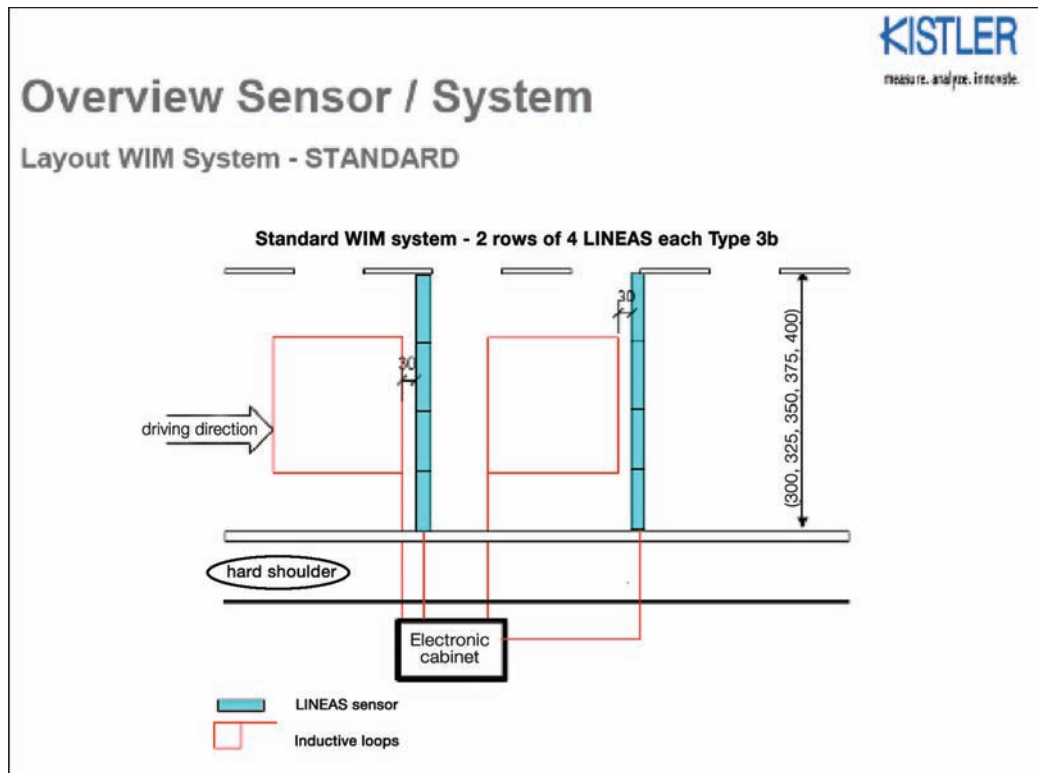 KISTLER
measure. analyze. innovate.
Overview Sensor / System
Layout WIM System - STANDARD
Standard WIM system - 2 rows of 4 LINEAS each Type 3b
30
30
driving direction
(300, 325, 350, 375, 400)
hard shoulder
Electronic
cabinet
LINEAS sensor
Inductive loops